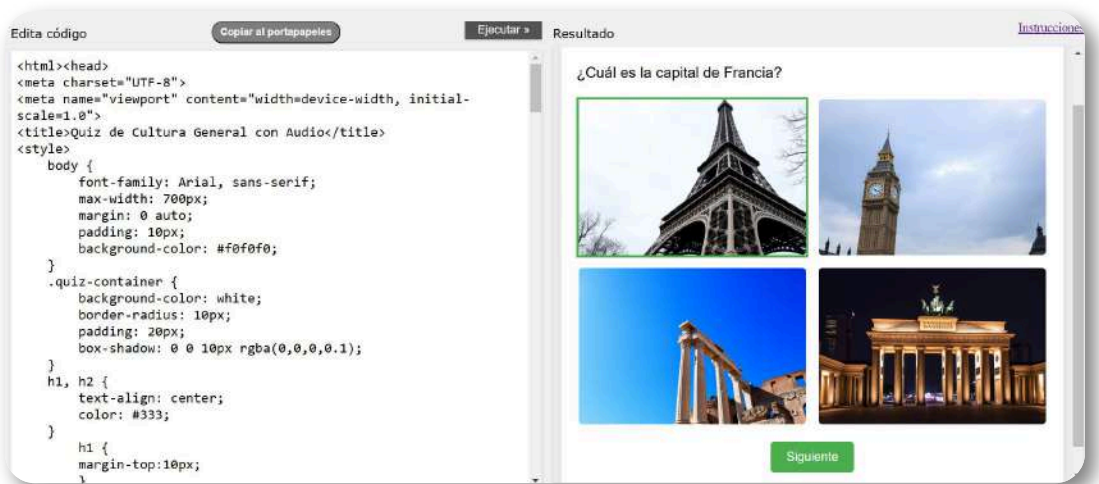 Edita código
Copiar al portapapeles
Ejecutar »
Resultado
Instrucciones
<html><head>
<meta charset="UTF-8">
<meta name="viewport" content="width=device-width, initial-
scale=1.0">
<title>Quiz de Cultura General con Audio</title>
<style>
body {
font-family: Arial, sans-serif;
max-width: 700px;
margin: 0 auto;
padding: 10px;
background-color: #f0f0f0;
}
.quiz-container {
background-color: white;
border-radius: 10px;
padding: 20px;
box-shadow: 0 0 10px rgba(0,0,0,0.1);
}
h1, h2 {
text-align: center;
color: #333;
}
h1 {
margin-top:10px;
}
¿Cuál es la capital de Francia?
Siguiente